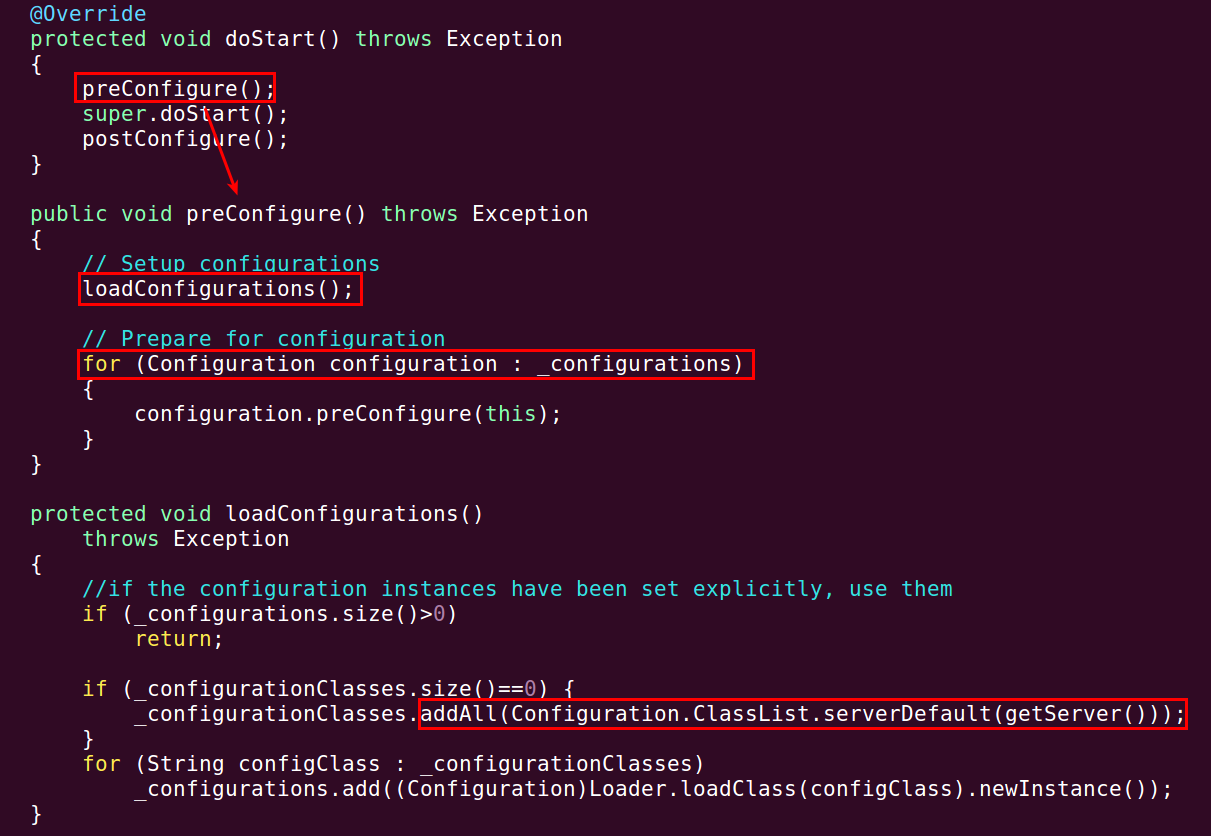 @Override
protected void doStart() throws Exception
{
    preConfigure();
    super.doStart();
    postConfigure();
}

public void preConfigure() throws Exception
{
    // Setup configurations
    loadConfigurations();

    // Prepare for configuration
    for (Configuration configuration : _configurations)
    {
        configuration.preConfigure(this);
    }
}

protected void loadConfigurations()
    throws Exception
{
    //if the configuration instances have been set explicitly, use them
    if (_configurations.size()>0)
        return;

    if (_configurationClasses.size()==0) {
        _configurationClasses.addAll(Configuration.ClassList.serverDefault(getServer()));
    }
    for (String configClass : _configurationClasses)
        _configurations.add((Configuration)Loader.loadClass(configClass).newInstance());
}